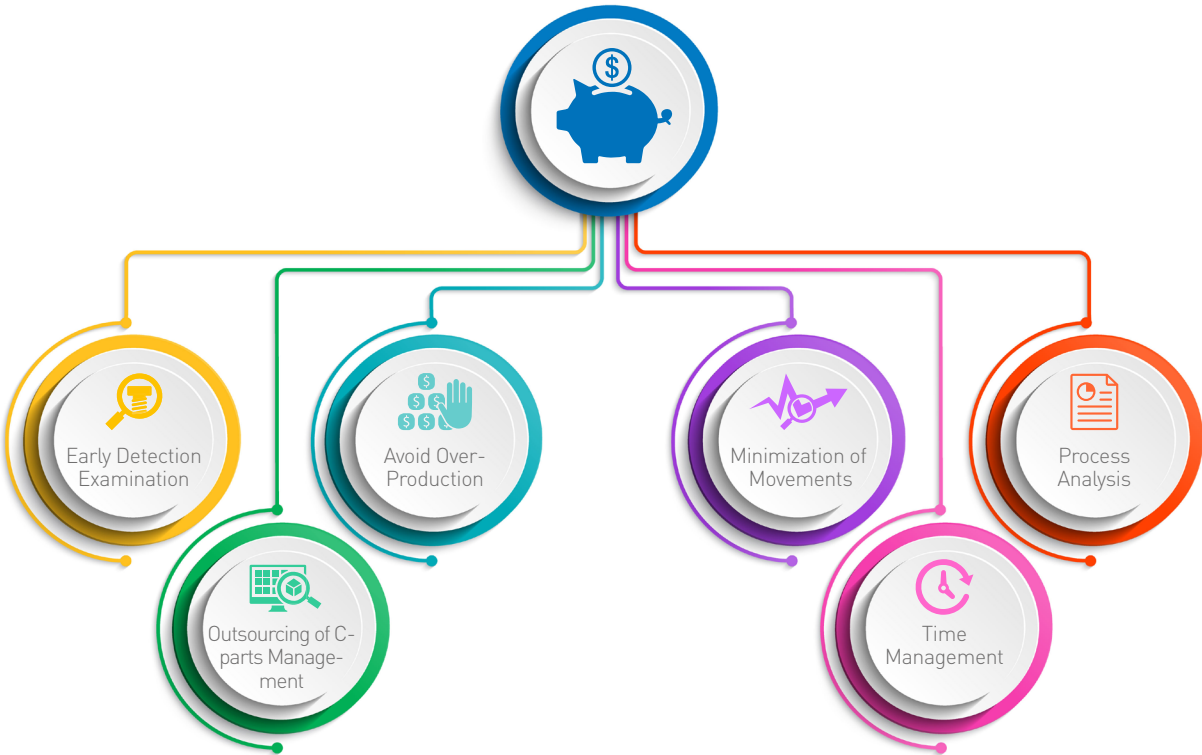 $
Early Detection
Examination
$
$ $
$ $
Avoid Over-
Production
Minimization of
Movements
Process
Analysis
Outsourcing of C-
parts Manage-
ment
Time
Management